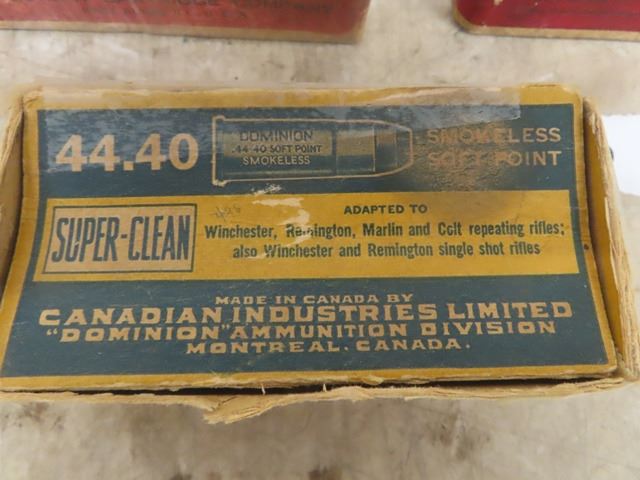 44.40
DOMINION
.44-40 SOFT POINT
SMOKELESS
SMOKELESS
SOFT POINT
SUPER-CLEAN
ADAPTED TO
Winchester, Remington, Marlin and Colt repeating rifles;
also Winchester and Remington single shot rifles
MADE IN CANADA BY
CANADIAN INDUSTRIES LIMITED
"DOMINION" AMMUNITION DIVISION
MONTREAL. CANADA.